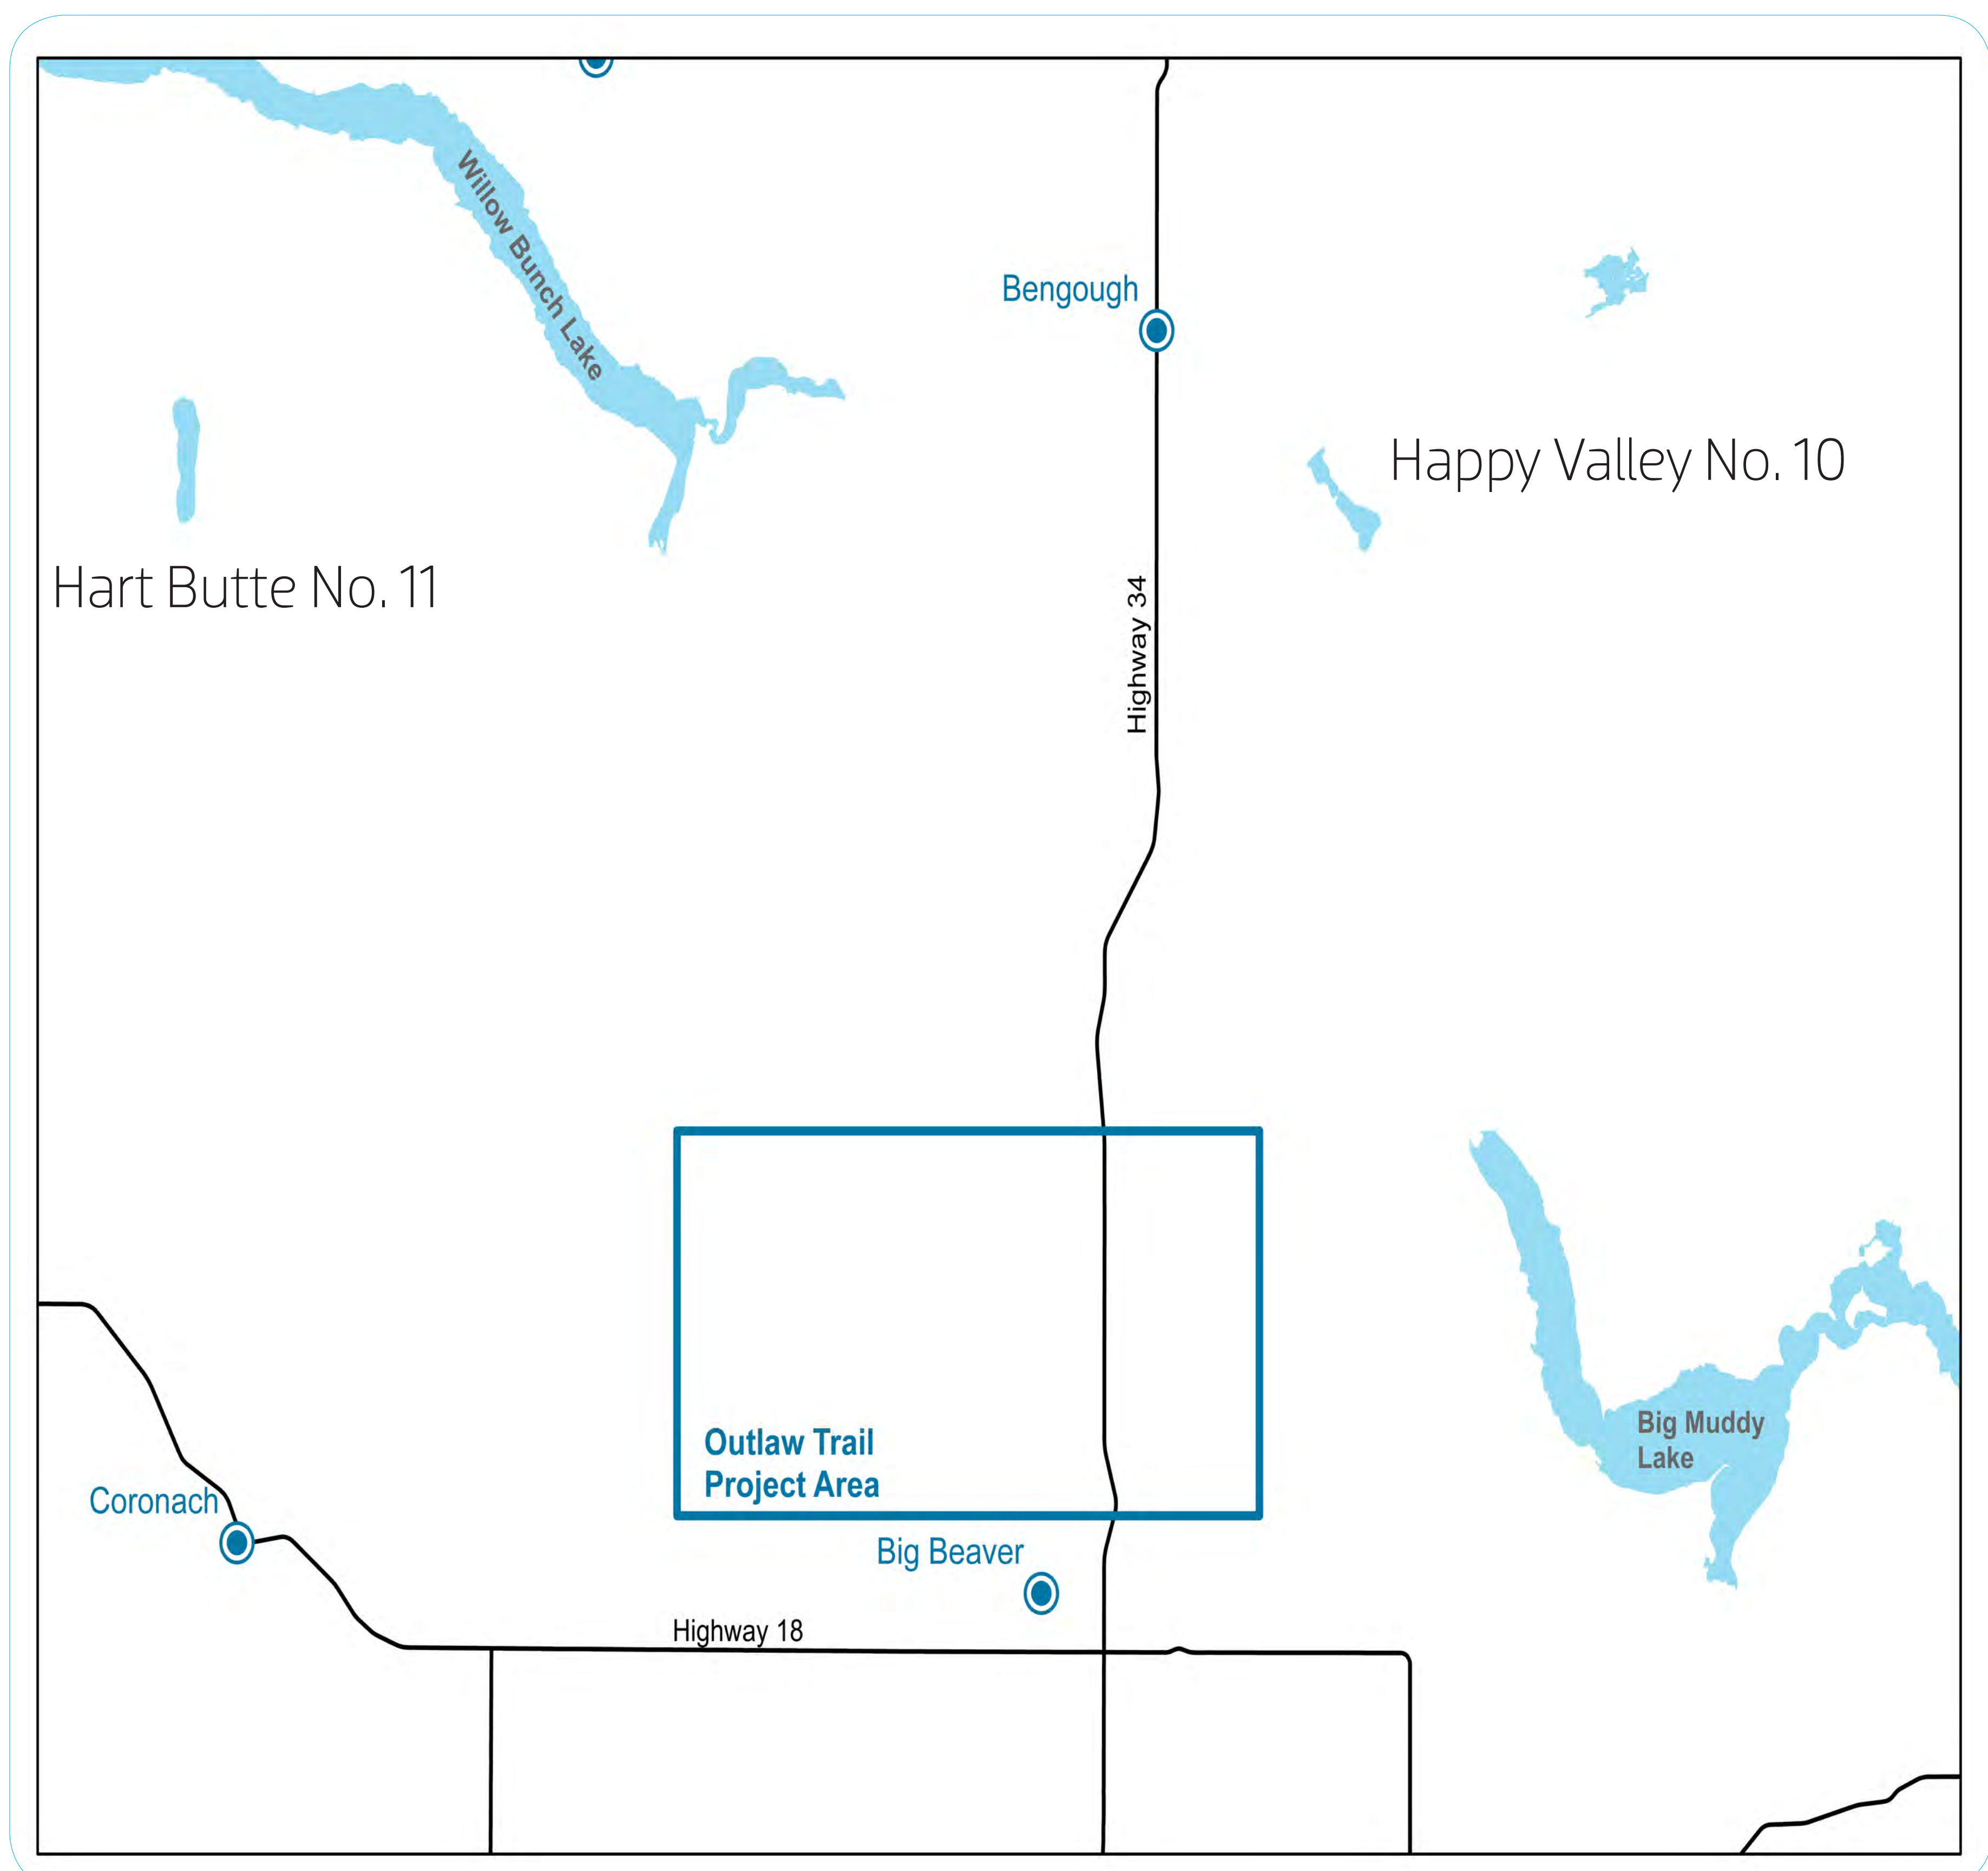 Willow Bunch Lake
Bengough
Happy Valley No. 10
Hart Butte No. 11
Highway 34
Outlaw Trail
Project Area
Big Muddy
Lake
Coronach
Big Beaver
Highway 18